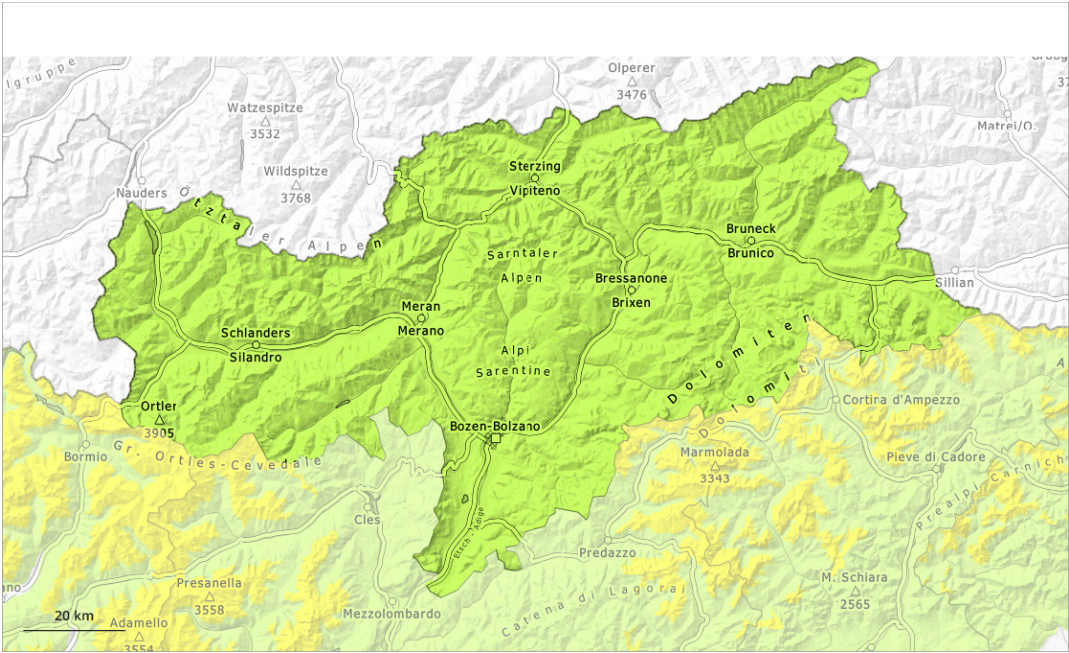 lgruppe
Olperer
3476
Watzespitze
3532
Matrei/O.
Wildspitze
3768
Sterzing
Vipiteno
Nauders
Ötztaler Alpen
Bruneck
Brunico
Sarntaler
Alpen
Bressanone
Brixen
Sillian
Meran
Merano
Schlanders
Silandro
Alpi
Sarentine
Dolomiten
Dolomiti
Ortler
3905
Cortina d'Ampezzo
Bozen-Bolzano
Gr. Ortles-Cevedale
Bormio
Marmolada
3343
Pieve di Cadore
Prealpi Carnich
Cles
Etsch - Adige
Predazzo
M. Schiara
2565
Presanella
3558
ano
Catena di Lagorai
Mezzolombardo
20 km
Adamello
3554